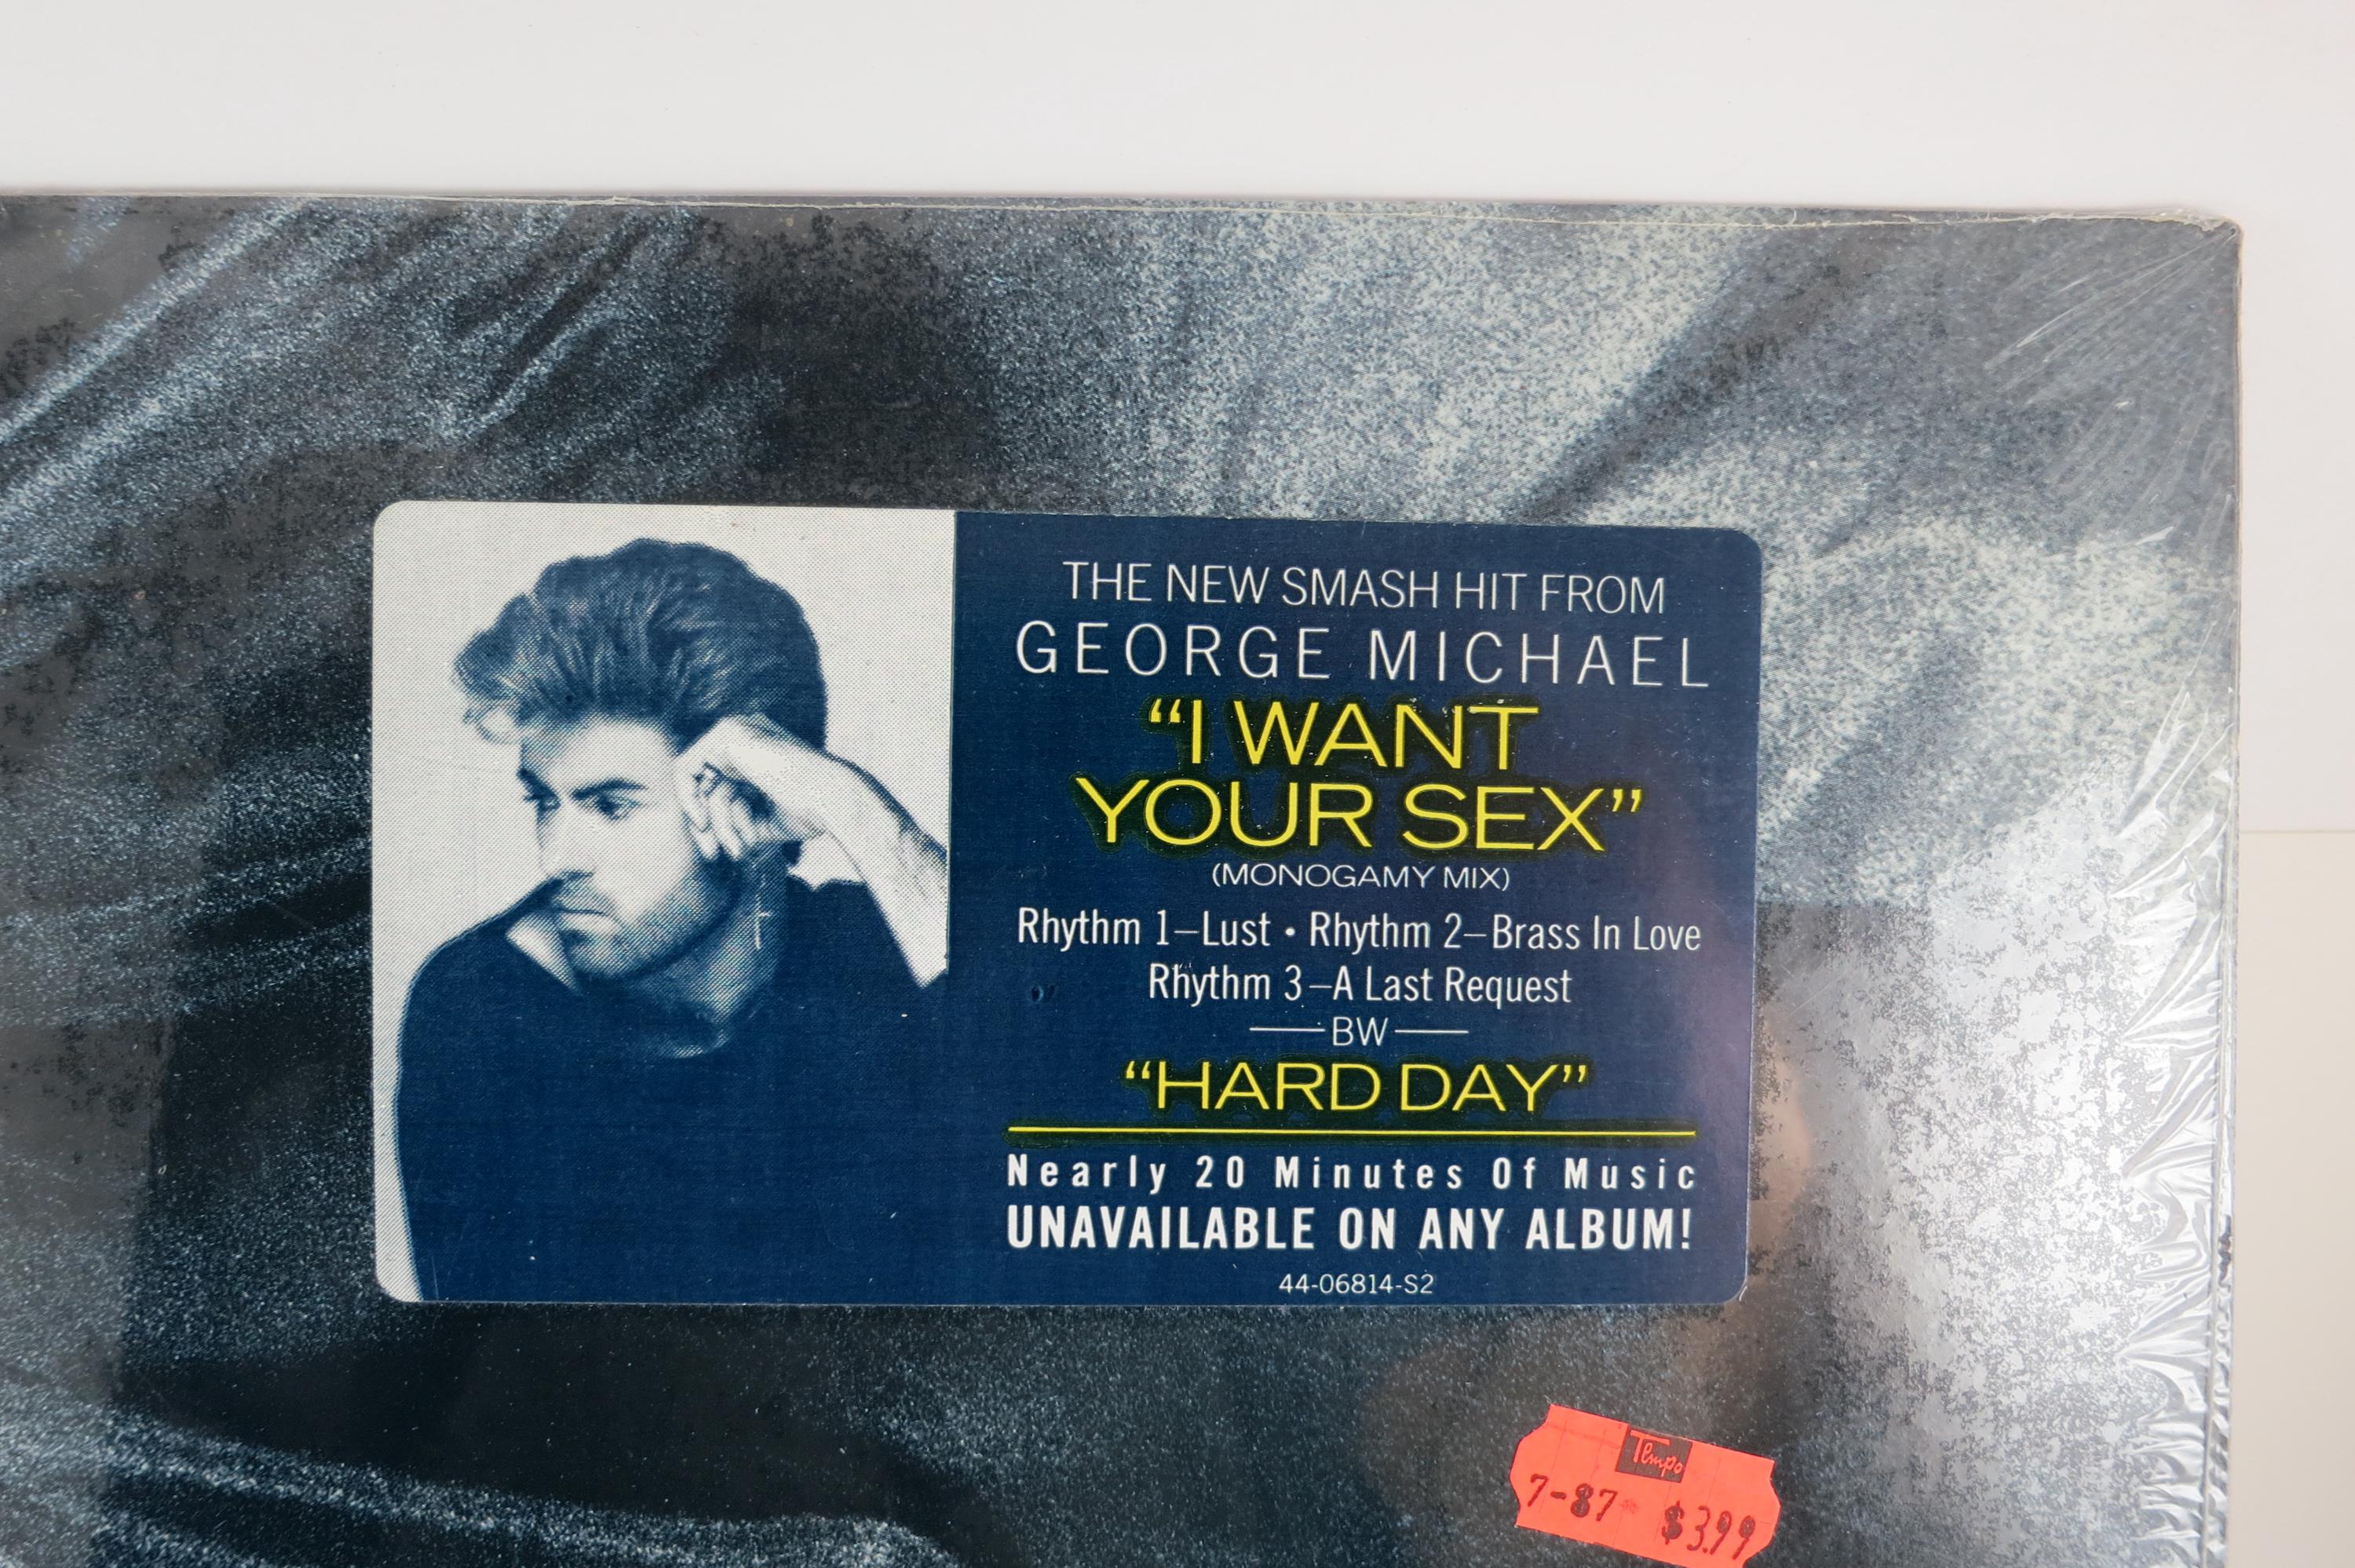 THE NEW SMASH HIT FROM
GEORGE MICHAEL
“I WANT
YOUR SEX”
(MONOGAMY MIX)
Rhythm 1–Lust • Rhythm 2–Brass In Love
Rhythm 3–A Last Request
BW
“HARD DAY”
Nearly 20 Minutes Of Music
UNAVAILABLE ON ANY ALBUM!
44-06814-S2
Tempo
7-87 $3.99